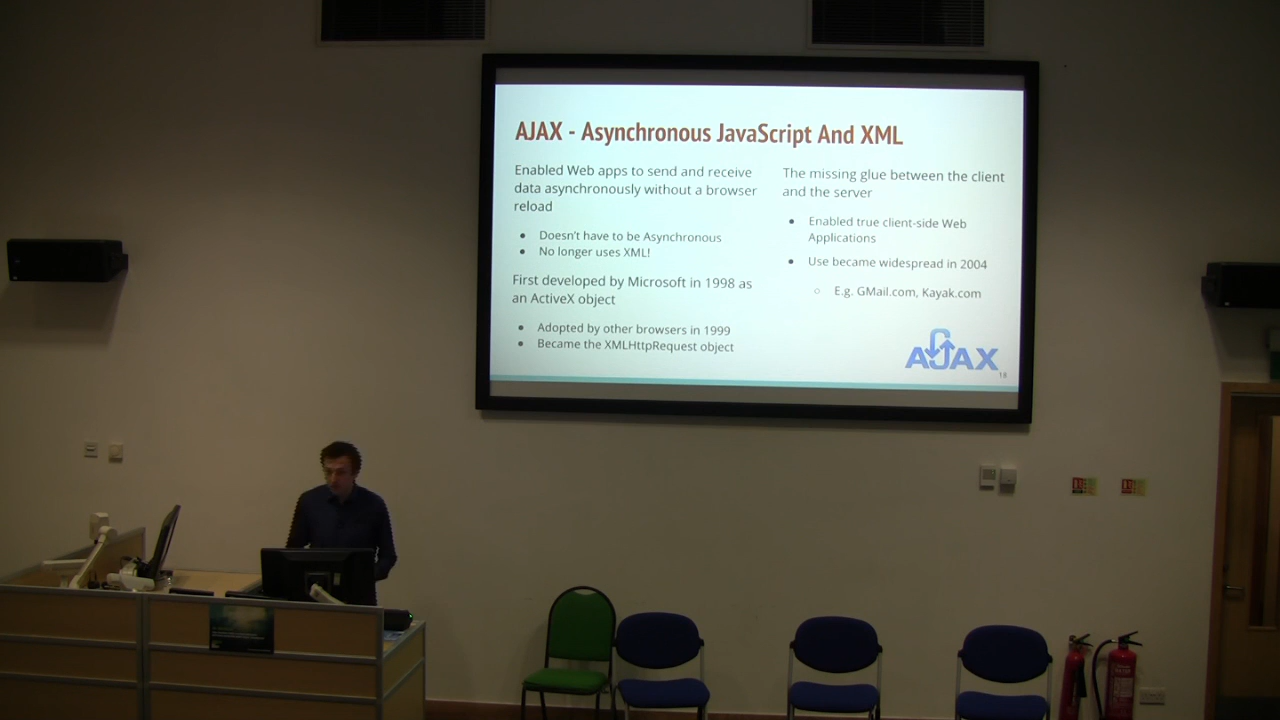 AJAX - Asynchronous JavaScript And XML
Enabled Web apps to send and receive
data asynchronously without a browser
reload
• Doesn't have to be Asynchronous
• No longer uses XML!
First developed by Microsoft in 1998 as
an ActiveX object
• Adopted by other browsers in 1999
• Became the XMLHttpRequest object
The missing glue between the client
and the server
• Enabled true client-side Web
Applications
• Use became widespread in 2004
○ E.g. GMail.com, Kayak.com
AJAX
18